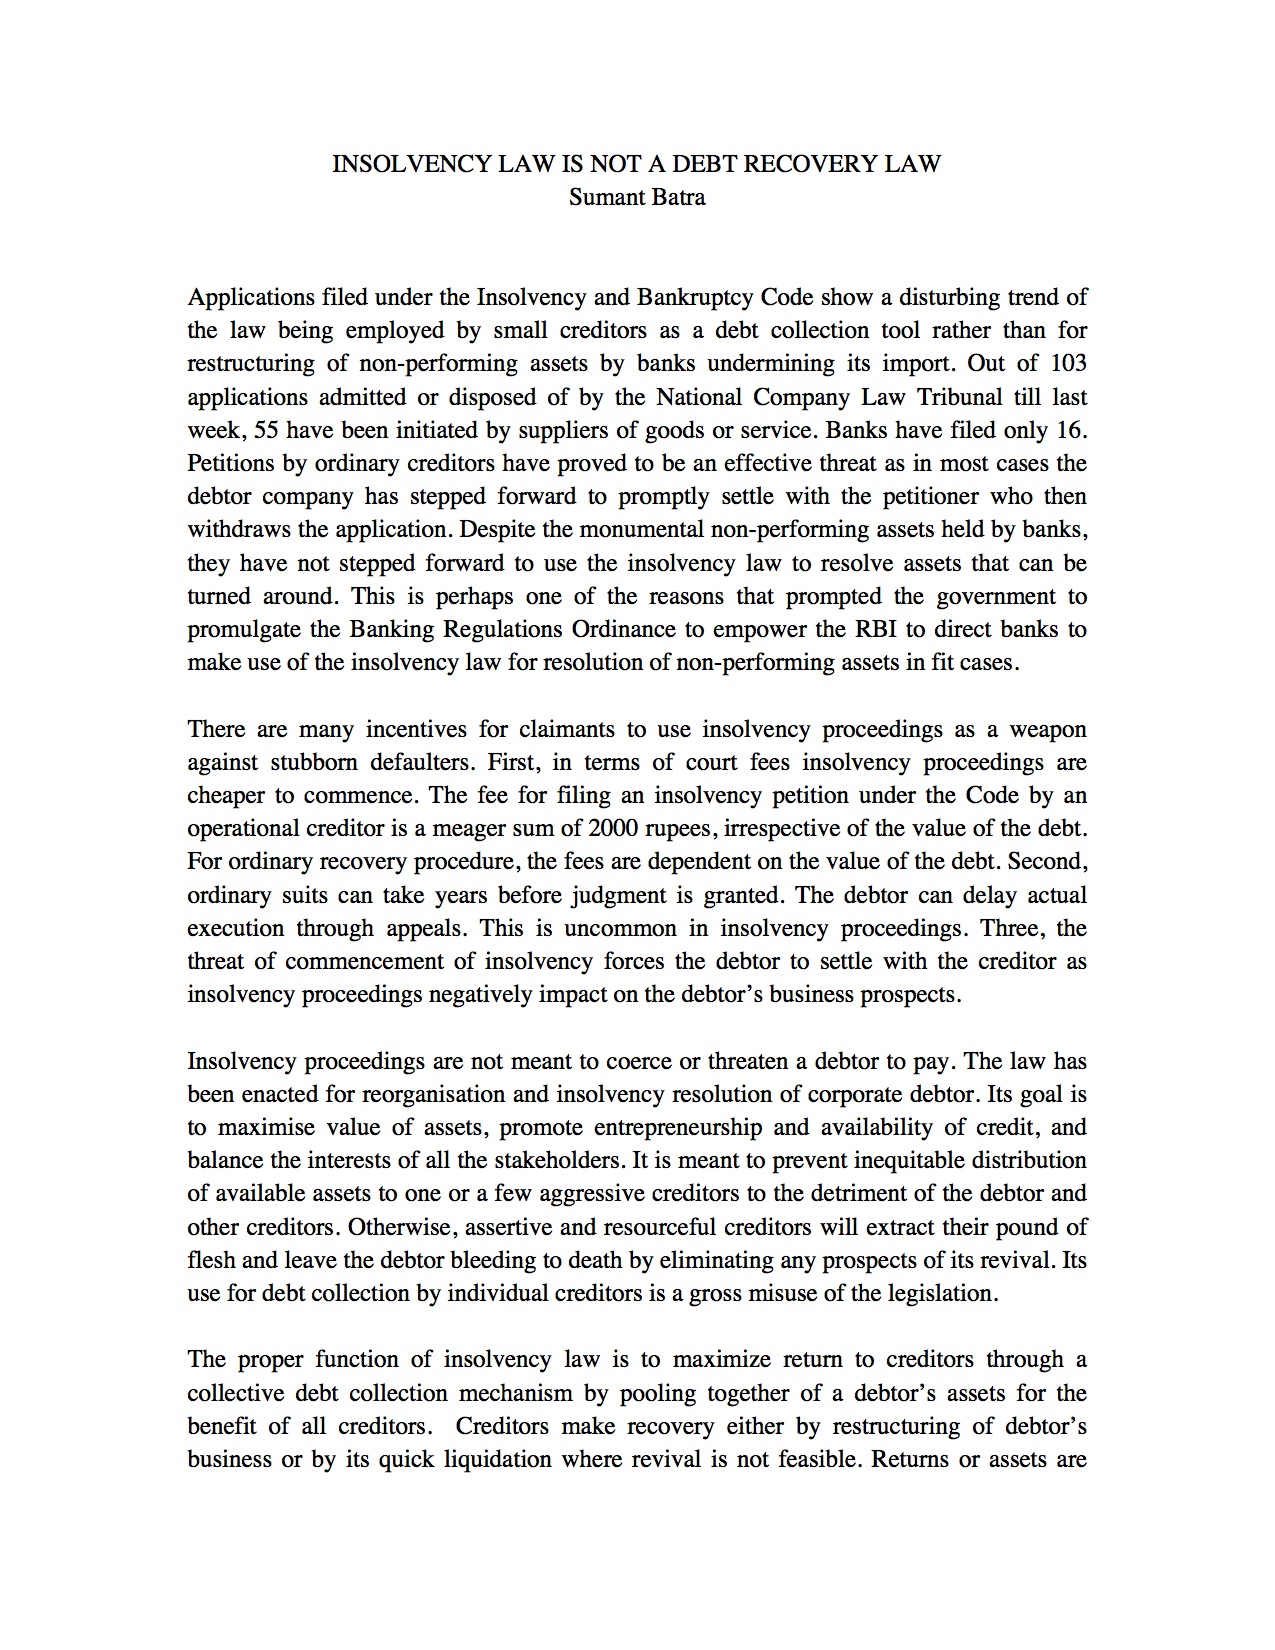 INSOLVENCY LAW IS NOT A DEBT RECOVERY LAW
Sumant Batra
Applications filed under the Insolvency and Bankruptcy Code show a disturbing trend of
the law being employed by small creditors as a debt collection tool rather than for
restructuring of non-performing assets by banks undermining its import. Out of 103
applications admitted or disposed of by the National Company Law Tribunal till last
week, 55 have been initiated by suppliers of goods or service. Banks have filed only 16.
Petitions by ordinary creditors have proved to be an effective threat as in most cases the
debtor company has stepped forward to promptly settle with the petitioner who then
withdraws the application. Despite the monumental non-performing assets held by banks,
they have not stepped forward to use the insolvency law to resolve assets that can be
turned around. This is perhaps one of the reasons that prompted the government to
promulgate the Banking Regulations Ordinance to empower the RBI to direct banks to
make use of the insolvency law for resolution of non-performing assets in fit cases.
There are many incentives for claimants to use insolvency proceedings as a weapon
against stubborn defaulters. First, in terms of court fees insolvency proceedings are
cheaper to commence. The fee for filing an insolvency petition under the Code by an
operational creditor is a meager sum of 2000 rupees, irrespective of the value of the debt.
For ordinary recovery procedure, the fees are dependent on the value of the debt. Second,
ordinary suits can take years before judgment is granted. The debtor can delay actual
execution through appeals. This is uncommon in insolvency proceedings. Three, the
threat of commencement of insolvency forces the debtor to settle with the creditor as
insolvency proceedings negatively impact on the debtor’s business prospects.
Insolvency proceedings are not meant to coerce or threaten a debtor to pay. The law has
been enacted for reorganisation and insolvency resolution of corporate debtor. Its goal is
to maximise value of assets, promote entrepreneurship and availability of credit, and
balance the interests of all the stakeholders. It is meant to prevent inequitable distribution
of available assets to one or a few aggressive creditors to the detriment of the debtor and
other creditors. Otherwise, assertive and resourceful creditors will extract their pound of
flesh and leave the debtor bleeding to death by eliminating any prospects of its revival. Its
use for debt collection by individual creditors is a gross misuse of the legislation.
The proper function of insolvency law is to maximize return to creditors through a
collective debt collection mechanism by pooling together of a debtor’s assets for the
benefit of all creditors.  Creditors make recovery either by restructuring of debtor’s
business or by its quick liquidation where revival is not feasible. Returns or assets are